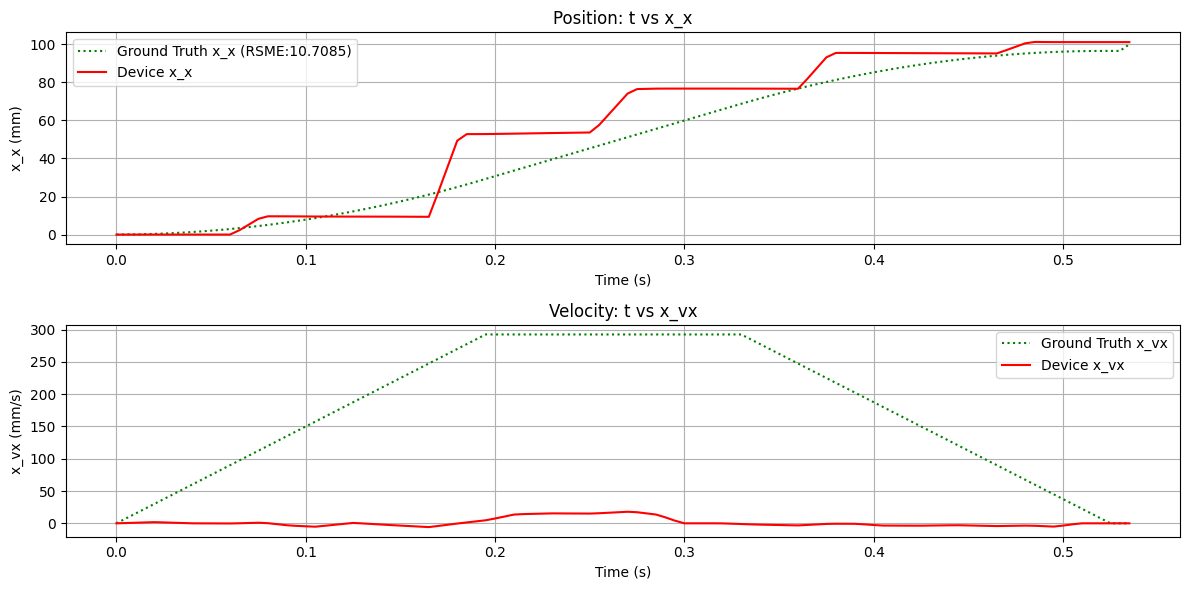 Position: t vs x_x
Ground Truth x_x (RSME:10.7085)
Device x_x
x_x (mm)
100
80
60
40
20
0
0.0 0.1 0.2 0.3 0.4 0.5
Time (s)
Velocity: t vs x_vx
Ground Truth x_vx
Device x_vx
x_vx (mm/s)
300
250
200
150
100
50
0
0.0 0.1 0.2 0.3 0.4 0.5
Time (s)